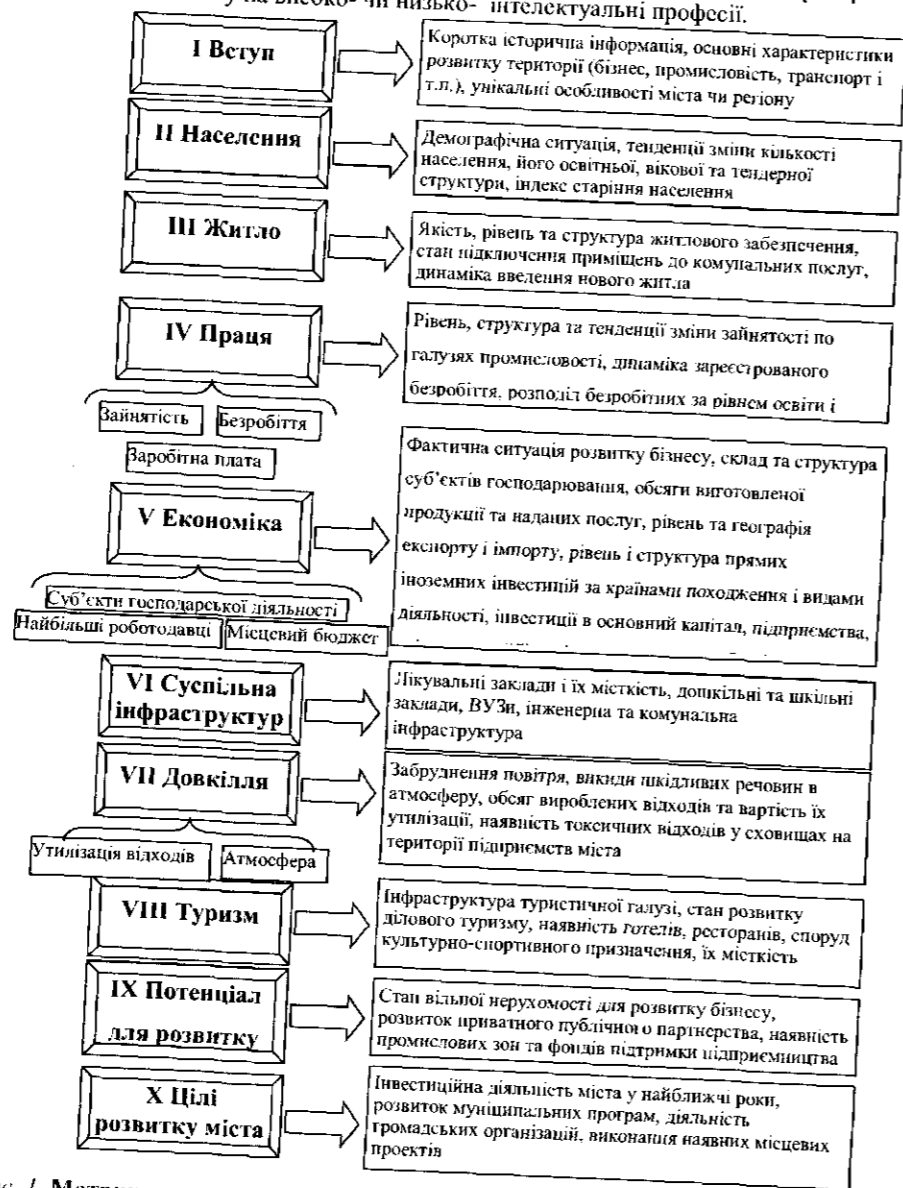 у на високо- чи низько- інтелектуальні професії.
І Вступ
Коротка історична інформація, основні характеристики
розвитку території (бізнес, промисловість, транспорт і
т.п.), унікальні особливості міста чи регіону
ІІ Населення
Демографічна ситуація, тенденції зміни кількості
населення, його освітньої, вікової та тендерної
структури, індекс старіння населення
ІІІ Житло
Якість, рівень та структура житлового забезпечення,
стан підключення приміщень до комунальних послуг,
динаміка введення нового житла
IV Праця
Рівень, структура та тенденції зміни зайнятості по
галузях промисловості, динаміка зареєстрованого
безробіття, розподіл безробітних за рівнем освіти і
Зайнятість
Безробіття
Заробітна плата
V Економіка
Фактична ситуація розвитку бізнесу, склад та структура
суб'єктів господарювання, обсяги виготовленої
продукції та наданих послуг, рівень та географія
експорту і імпорту, рівень і структура прямих
іноземних інвестицій за країнами походження і видами
діяльності, інвестиції в основний капітал, підприємства,
Суб'єкти господарської діяльності
Найбільші роботодавці
Місцевий бюджет
VI Суспільна
інфраструктур
Лікувальні заклади і їх місткість, дошкільні та шкільні
заклади, ВУЗи, інженерна та комунальна
інфраструктура
VII Довкілля
Забруднення повітря, викиди шкідливих речовин в
атмосферу, обсяг вироблених відходів та вартість їх
утилізації, наявність токсичних відходів у сховищах на
території підприємств міста
Утилізація відходів
Атмосфера
VIII Туризм
Інфраструктура туристичної галузі, стан розвитку
ділового туризму, наявність готелів, ресторанів, споруд
культурно-спортивного призначення, їх місткість
IX Потенціал
для розвитку
Стан вільної нерухомості для розвитку бізнесу,
розвиток приватного публічного партнерства, наявність
промислових зон та фондів підтримки підприємництва
X Цілі
розвитку міста
Інвестиційна діяльність міста у найближчі роки,
розвиток муніципальних програм, діяльність
громадських організацій, виконання наявних місцевих
проектів